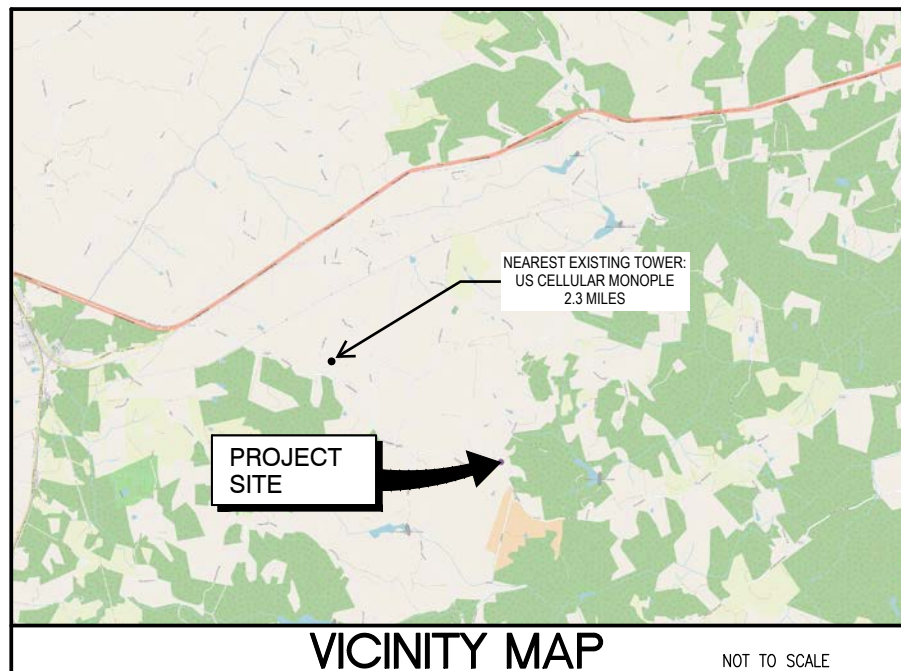 NEAREST EXISTING TOWER:
US CELLULAR MONOPLE
2.3 MILES
PROJECT
SITE
VICINITY MAP
NOT TO SCALE